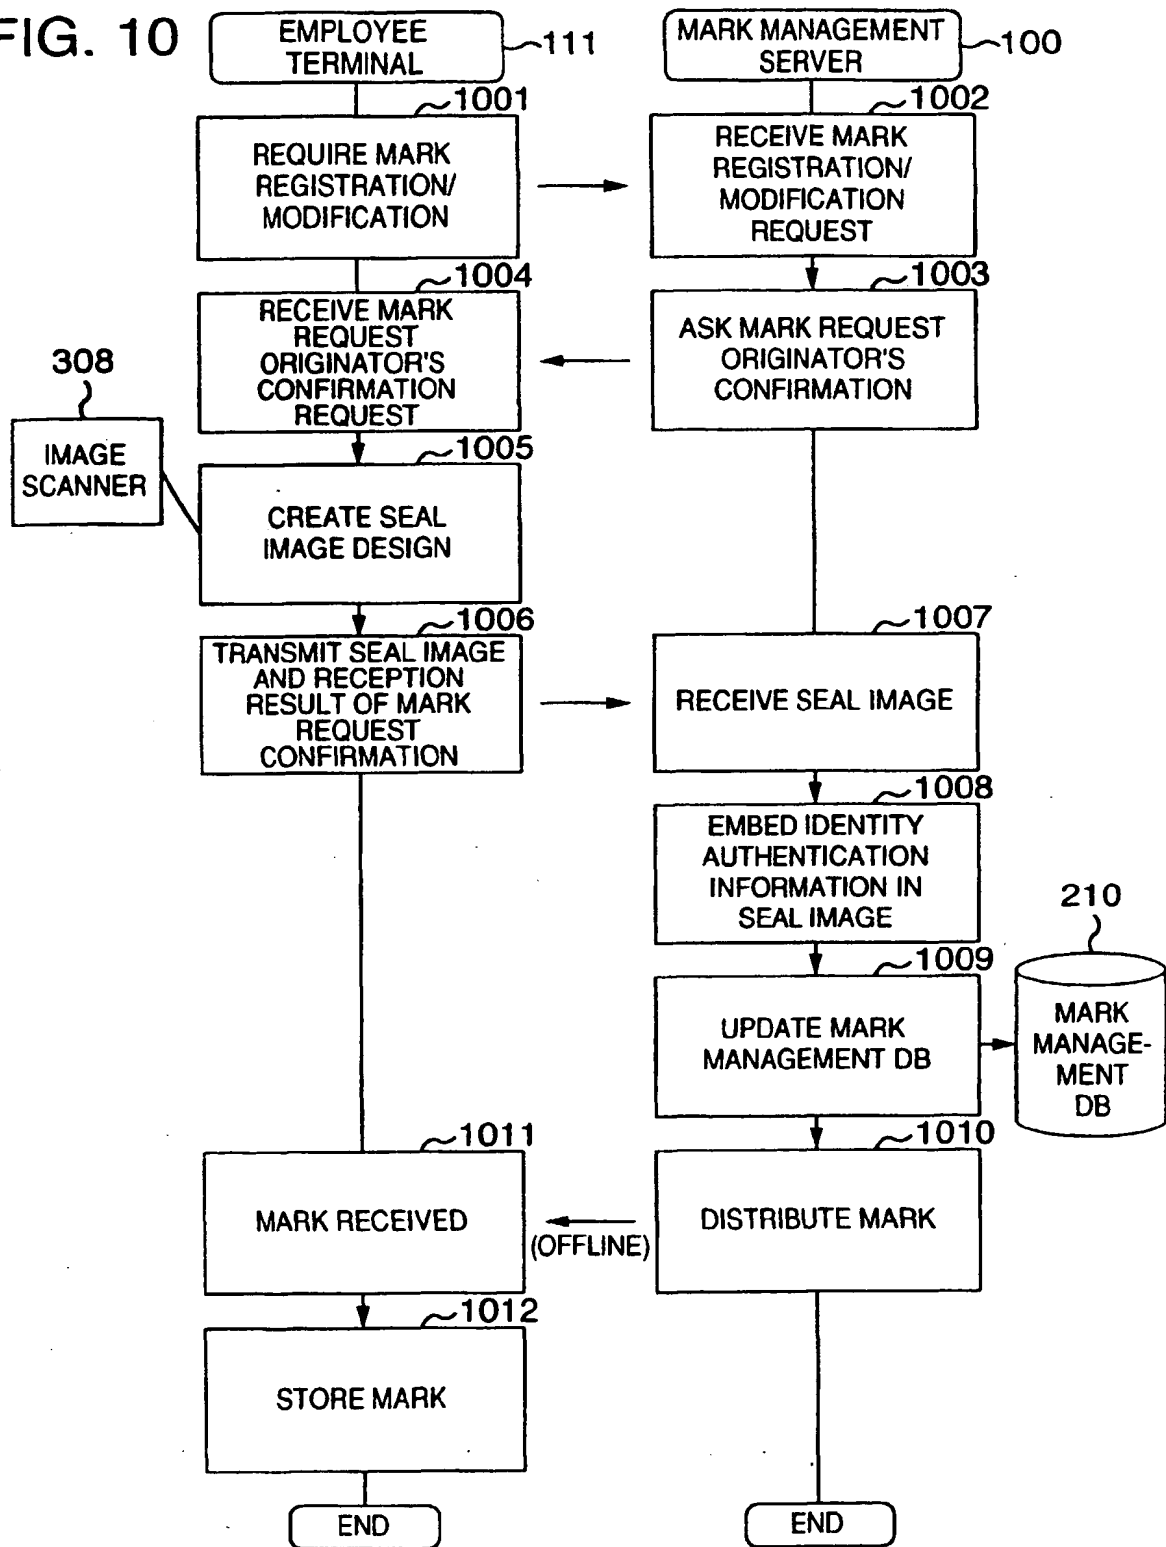 FIG. 10
EMPLOYEE
TERMINAL
111
MARK MANAGEMENT
SERVER
100
1001
REQUIRE MARK
REGISTRATION/
MODIFICATION
1002
RECEIVE MARK
REGISTRATION/
MODIFICATION
REQUEST
1004
RECEIVE MARK
REQUEST
ORIGINATOR'S
CONFIRMATION
REQUEST
1003
ASK MARK REQUEST
ORIGINATOR'S
CONFIRMATION
308
IMAGE
SCANNER
1005
CREATE SEAL
IMAGE DESIGN
1006
TRANSMIT SEAL IMAGE
AND RECEPTION
RESULT OF MARK
REQUEST
CONFIRMATION
1007
RECEIVE SEAL IMAGE
1008
EMBED IDENTITY
AUTHENTICATION
INFORMATION IN
SEAL IMAGE
210
1009
UPDATE MARK
MANAGEMENT DB
MARK
MANAGE-
MENT
DB
1011
MARK RECEIVED
(OFFLINE)
1010
DISTRIBUTE MARK
1012
STORE MARK
END
END